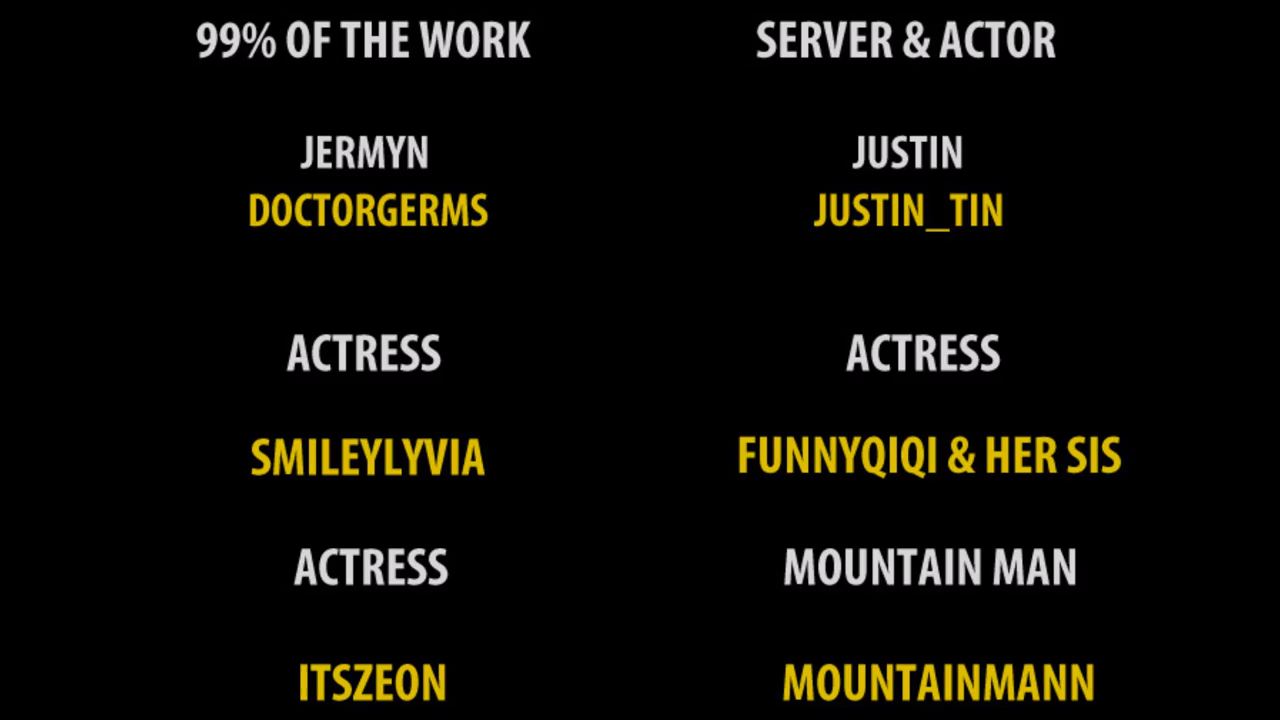 99% OF THE WORK
JERMYN
DOCTORGERMS
SERVER & ACTOR
JUSTIN
JUSTIN_TIN
ACTRESS
SMILEYLYVIA
ACTRESS
FUNNYQIQI & HER SIS
ACTRESS
ITSZEON
MOUNTAIN MAN
MOUNTAINMANN